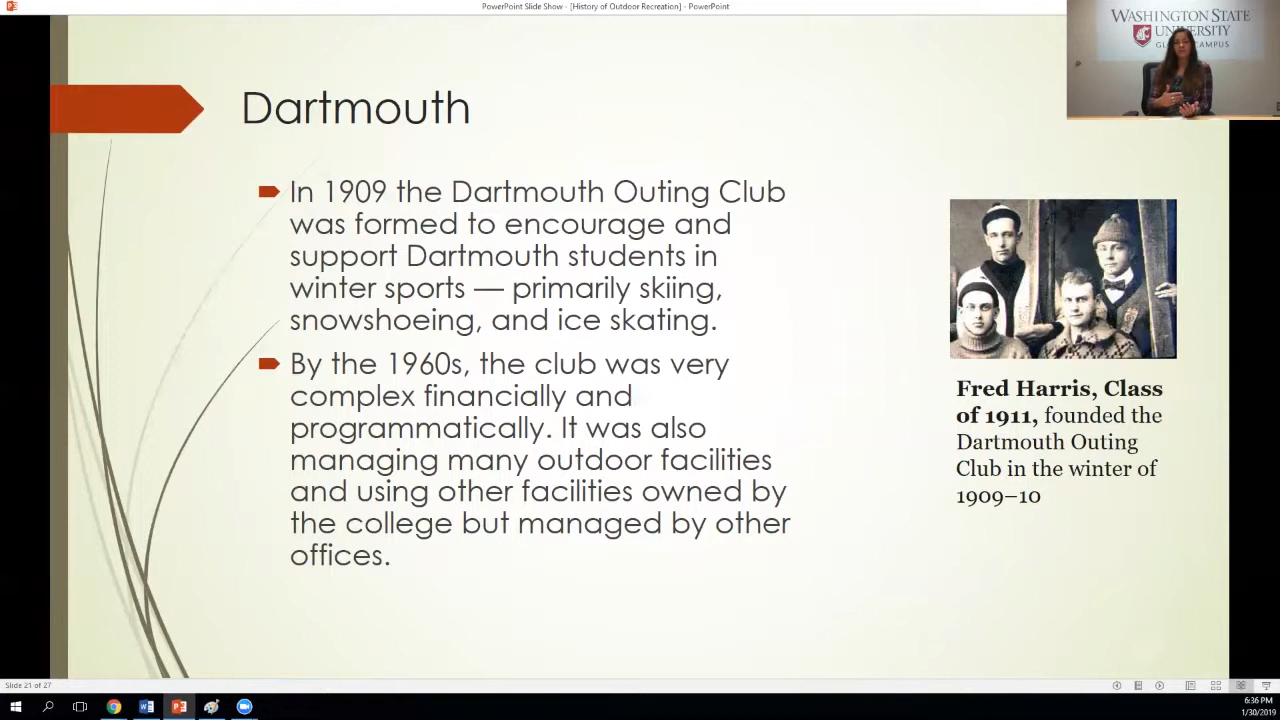 PowerPoint Slide Show - [History of Outdoor Recreation] - PowerPoint
WASHINGTON STATE
UNIVERSITY
Dartmouth
In 1909 the Dartmouth Outing Club
was formed to encourage and
support Dartmouth students in
winter sports — primarily skiing,
snowshoeing, and ice skating.
By the 1960s, the club was very
complex financially and
programmatically. It was also
managing many outdoor facilities
and using other facilities owned by
the college but managed by other
offices.
Fred Harris, Class
of 1911, founded the
Dartmouth Outing
Club in the winter of
1909–10
Slide 21 of 27
6:36 PM
1/30/2019